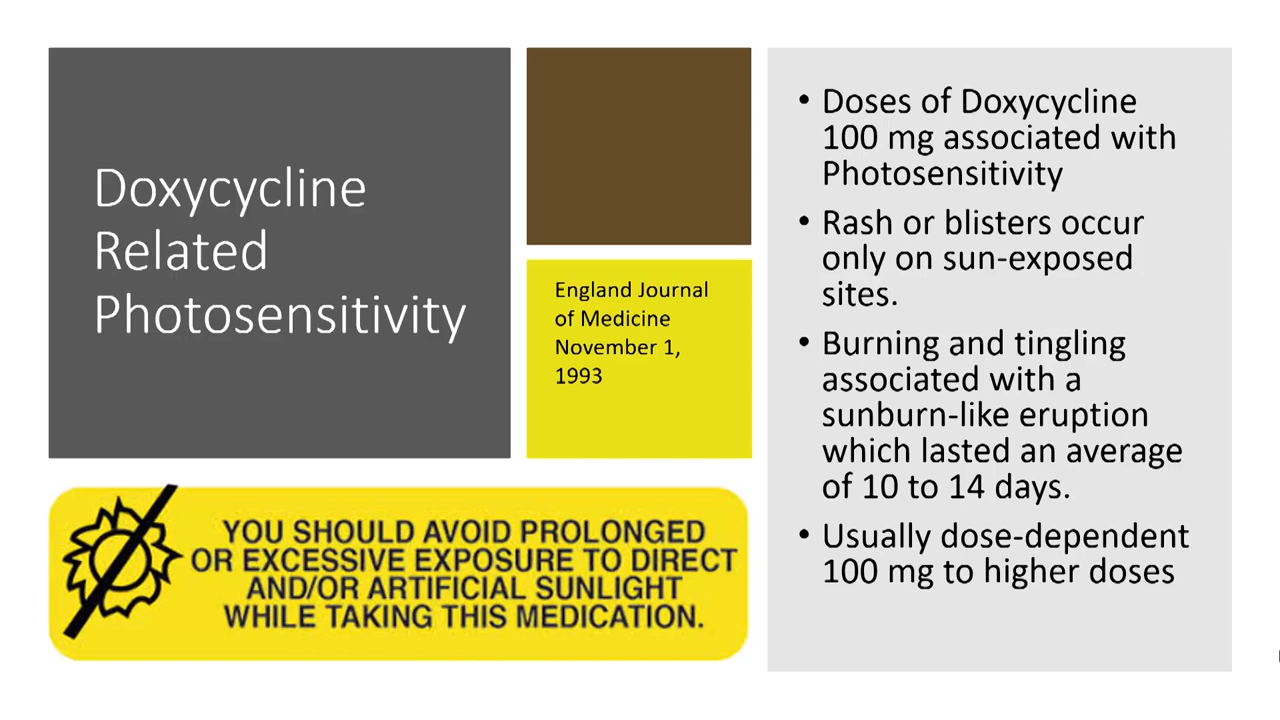 Doxycycline
Related
Photosensitivity
England Journal
of Medicine
November 1,
1993
YOU SHOULD AVOID PROLONGED
OR EXCESSIVE EXPOSURE TO DIRECT
AND/OR ARTIFICIAL SUNLIGHT
WHILE TAKING THIS MEDICATION.
• Doses of Doxycycline
100 mg associated with
Photosensitivity
• Rash or blisters occur
only on sun-exposed
sites.
• Burning and tingling
associated with a
sunburn-like eruption
which lasted an average
of 10 to 14 days.
• Usually dose-dependent
100 mg to higher doses